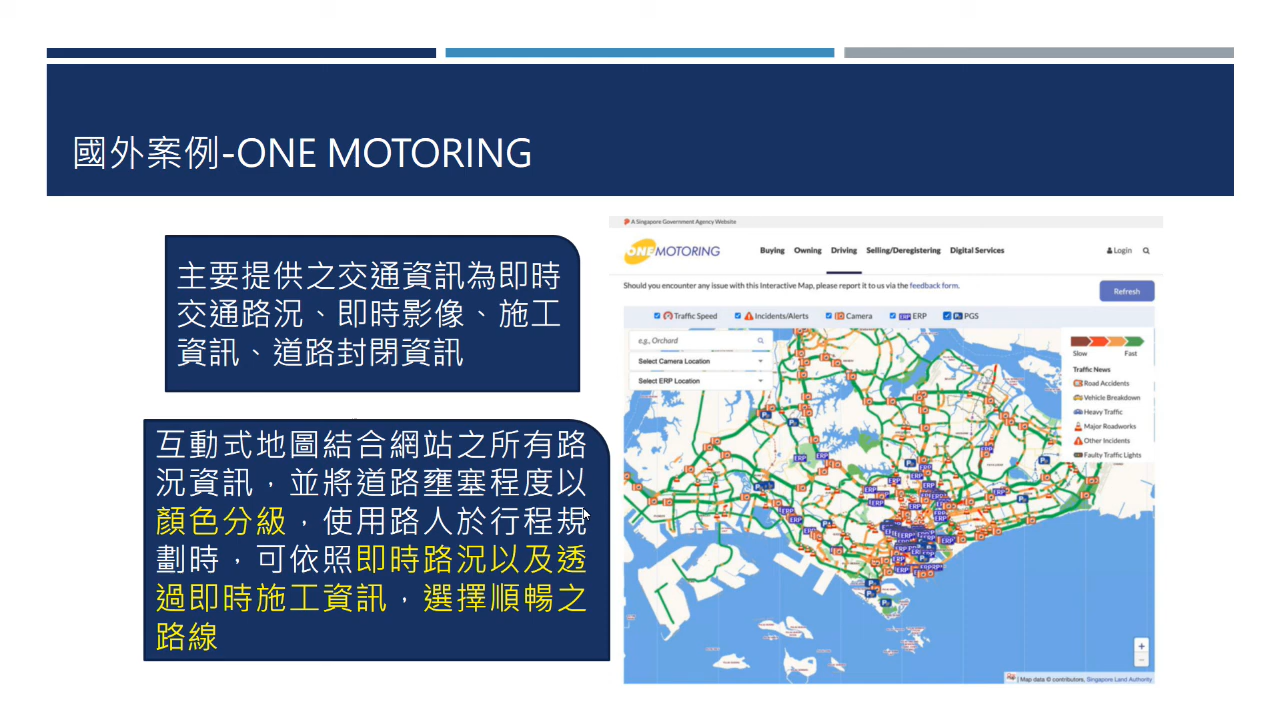 國外案例-ONE MOTORING
主要提供之交通資訊為即時
交通路況、即時影像、施工
資訊、道路封閉資訊
互動式地圖結合網站之所有路
況資訊，並將道路壅塞程度以
顏色分級，使用路人於行程規
劃時，可依照即時路況以及透
過即時施工資訊，選擇順暢之
路線
A Singapore Government Agency Website
ONE MOTORING
Buying Owning Driving Selling/Deregistering Digital Services
Login
Should you encounter any issue with this Interactive Map, please report it to us via the feedback form.
Refresh
Traffic Speed Incidents/Alerts Camera ERP ERP PGS
e.g., Orchard
Select Camera Location
Select ERP Location
Slow Fast
Traffic News
Road Accidents
Vehicle Breakdown
Heavy Traffic
Major Roadworks
Other Incidents
Faulty Traffic Lights
ERP
ERP
ERP
ERP
ERP
ERP
ERP
+
-
| Map data © contributors, Singapore Land Authority